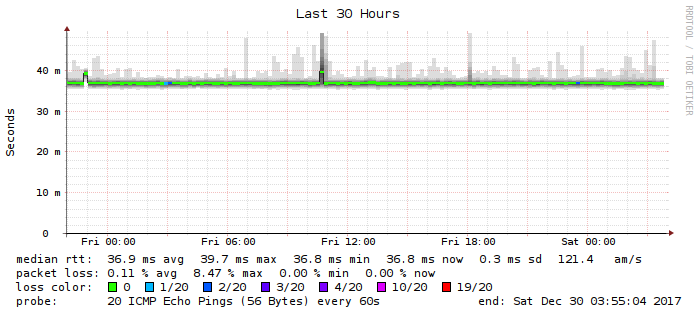 Last 30 Hours
RRDTOOL / TOBI OETIKER
Seconds
40 m
30 m
20 m
10 m
0
Fri 00:00 Fri 06:00 Fri 12:00 Fri 18:00 Sat 00:00
median rtt: 36.9 ms avg 39.7 ms max 36.8 ms min 36.8 ms now 0.3 ms sd 121.4 am/s
packet loss: 0.11 % avg 8.47 % max 0.00 % min 0.00 % now
loss color: 0 1/20 2/20 3/20 4/20 10/20 19/20
probe: 20 ICMP Echo Pings (56 Bytes) every 60s end: Sat Dec 30 03:55:04 2017